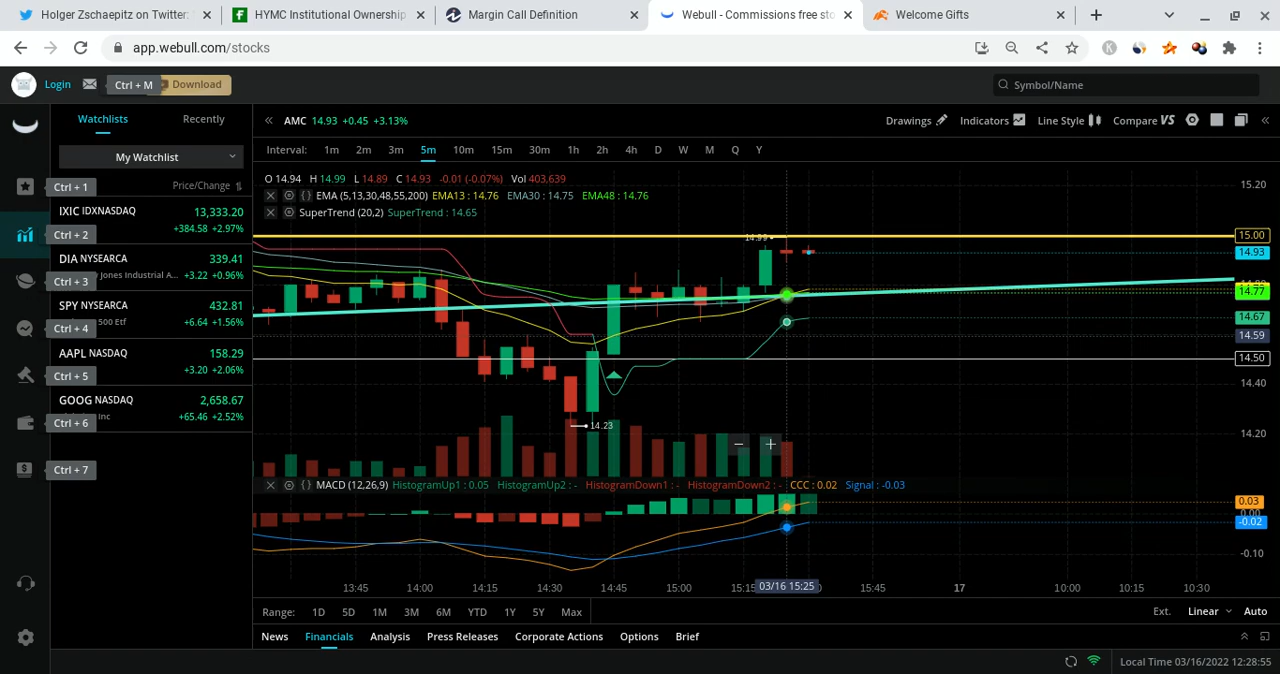 Holger Zschaepitz on Twitter:
HYMC Institutional Ownership
Margin Call Definition
Webull - Commissions free sto
Welcome Gifts
app.webull.com/stocks
Login
Ctrl + M
Download
Symbol/Name
Watchlists
Recently
My Watchlist
Price/Change
Ctrl + 1
IXIC IDXNASDAQ 13,333.20
+384.58 +2.97%
Ctrl + 2
DIA NYSEARCA 339.41
Jones Industrial A... +3.22 +0.96%
Ctrl + 3
SPY NYSEARCA 432.81
500 Etf +6.64 +1.56%
Ctrl + 4
AAPL NASDAQ 158.29
+3.20 +2.06%
Ctrl + 5
GOOG NASDAQ 2,658.67
Inc +65.46 +2.52%
Ctrl + 6
Ctrl + 7
AMC 14.93 +0.45 +3.13%
Drawings
Indicators
Line Style
Compare VS
Interval: 1m 2m 3m 5m 10m 15m 30m 1h 2h 4h D W M Q Y
O 14.94 H 14.99 L 14.89 C 14.93 -0.01 (-0.07%) Vol 403,639
EMA (5,13,30,48,55,200) EMA13 : 14.76 EMA30 : 14.75 EMA48 : 14.76
SuperTrend (20,2) SuperTrend : 14.65
14.99
14.23
15.20
15.00
14.93
14.77
14.67
14.59
14.50
14.40
14.20
MACD (12,26,9) HistogramUp1 : 0.05 HistogramUp2 : - HistogramDown1 : - HistogramDown2 : - CCC : 0.02 Signal : -0.03
0.03
0.00
-0.02
-0.10
13:45 14:00 14:15 14:30 14:45 15:00 15:15 03/16 15:25 15:45 17 10:00 10:15 10:30
Range: 1D 5D 1M 3M 6M YTD 1Y 5Y Max
Ext. Linear Auto
News Financials Analysis Press Releases Corporate Actions Options Brief
Local Time 03/16/2022 12:28:55